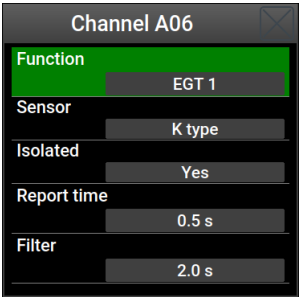 Channel A06
Function
EGT 1
Sensor
K type
Isolated
Yes
Report time
0.5 s
Filter
2.0 s